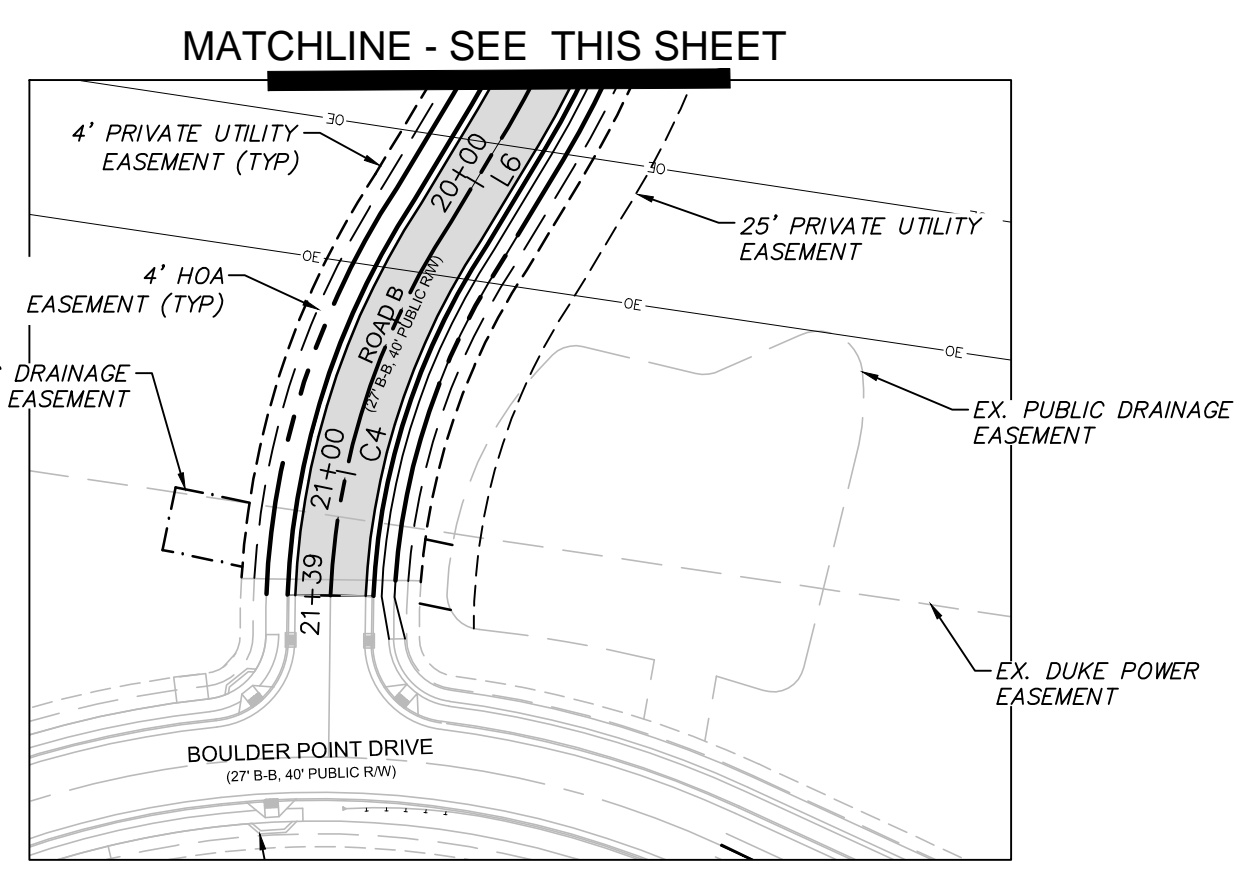 MATCHLINE - SEE THIS SHEET
4' PRIVATE UTILITY
EASEMENT (TYP)
OE
OE
20+00
L6
25' PRIVATE UTILITY
EASEMENT
OE
4' HOA
EASEMENT (TYP)
ROAD B
(27' B-B, 40' PUBLIC R/W)
OE
OE
DRAINAGE
EASEMENT
EX. PUBLIC DRAINAGE
EASEMENT
C4
21+00
21+39
EX. DUKE POWER
EASEMENT
BOULDER POINT DRIVE
(27' B-B, 40' PUBLIC R/W)